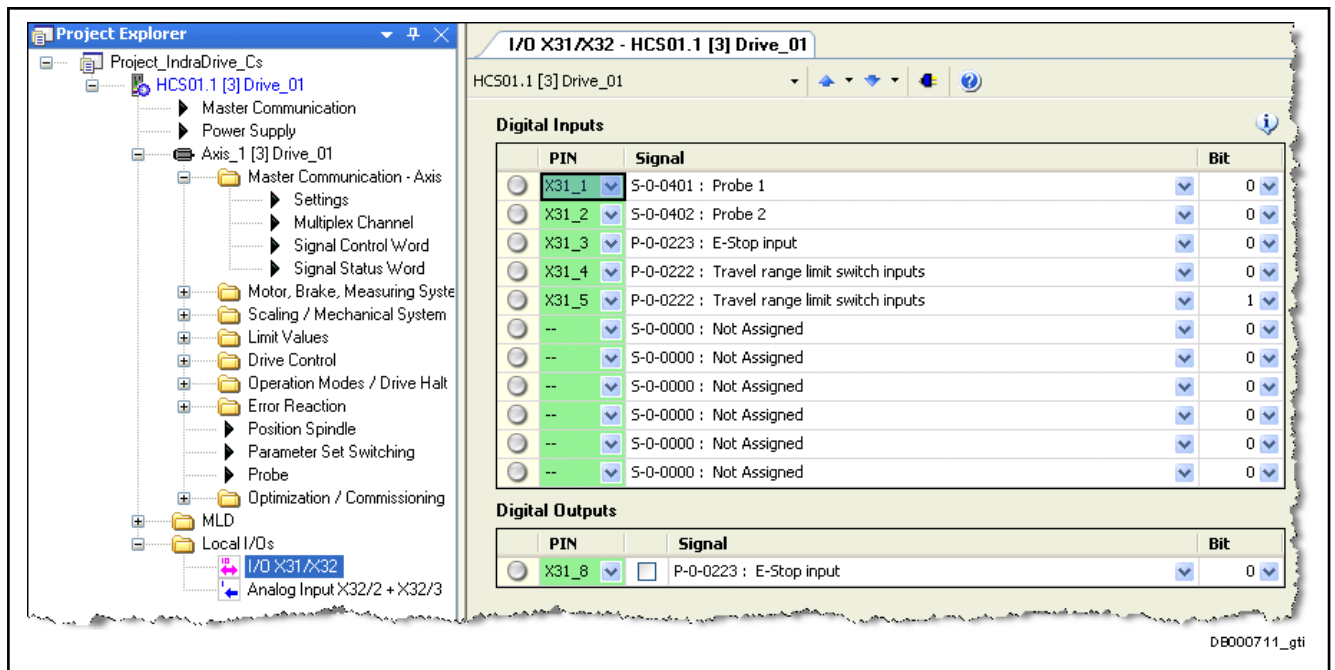 Project Explorer
Project_IndraDrive_Cs
HCS01.1 [3] Drive_01
Master Communication
Power Supply
Axis_1 [3] Drive_01
Master Communication - Axis
Settings
Multiplex Channel
Signal Control Word
Signal Status Word
Motor, Brake, Measuring Syste
Scaling / Mechanical System
Limit Values
Drive Control
Operation Modes / Drive Halt
Error Reaction
Position Spindle
Parameter Set Switching
Probe
Optimization / Commissioning
MLD
Local I/Os
I/O X31/X32
Analog Input X32/2 + X32/3
I/O X31/X32 - HCS01.1 [3] Drive_01
HCS01.1 [3] Drive_01
Digital Inputs
PIN Signal Bit
X31_1 S-0-0401 : Probe 1 0
X31_2 S-0-0402 : Probe 2 0
X31_3 P-0-0223 : E-Stop input 0
X31_4 P-0-0222 : Travel range limit switch inputs 0
X31_5 P-0-0222 : Travel range limit switch inputs 1
-- S-0-0000 : Not Assigned 0
-- S-0-0000 : Not Assigned 0
-- S-0-0000 : Not Assigned 0
-- S-0-0000 : Not Assigned 0
-- S-0-0000 : Not Assigned 0
-- S-0-0000 : Not Assigned 0
Digital Outputs
PIN Signal Bit
X31_8 P-0-0223 : E-Stop input 0
DB000711_gti